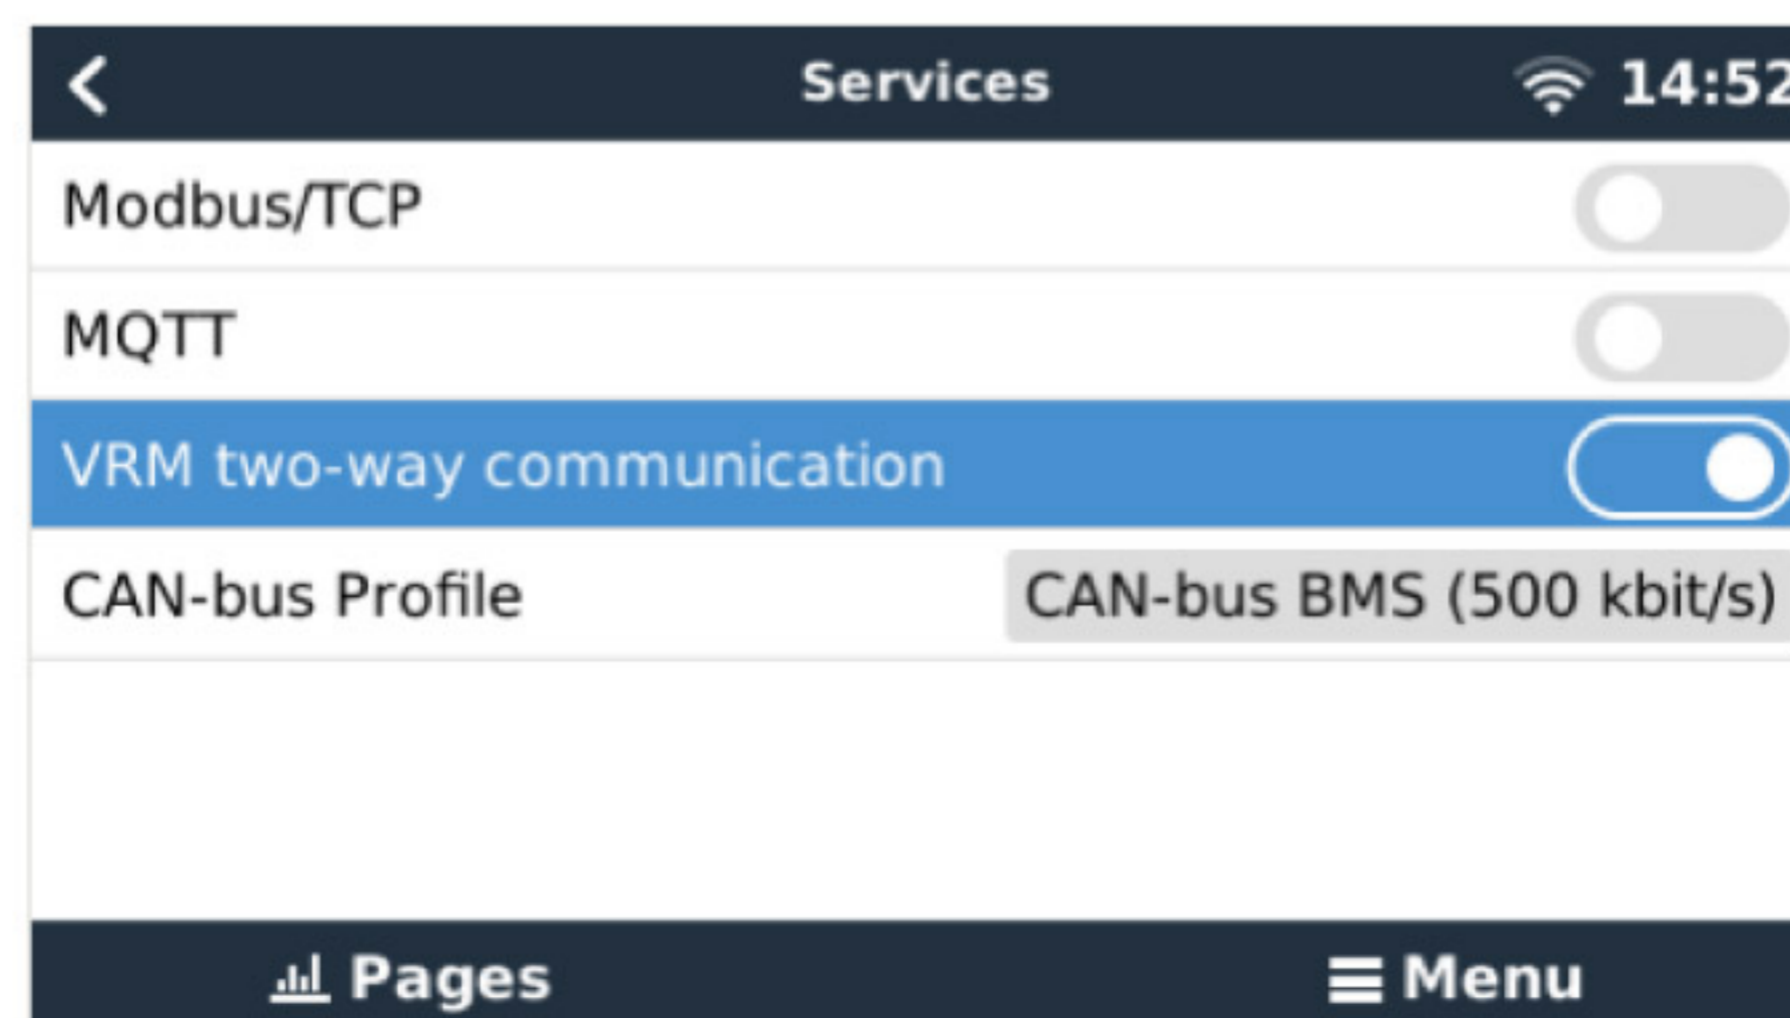 Services 14:52
Modbus/TCP
MQTT
VRM two-way communication
CAN-bus Profile CAN-bus BMS (500 kbit/s)
Pages Menu